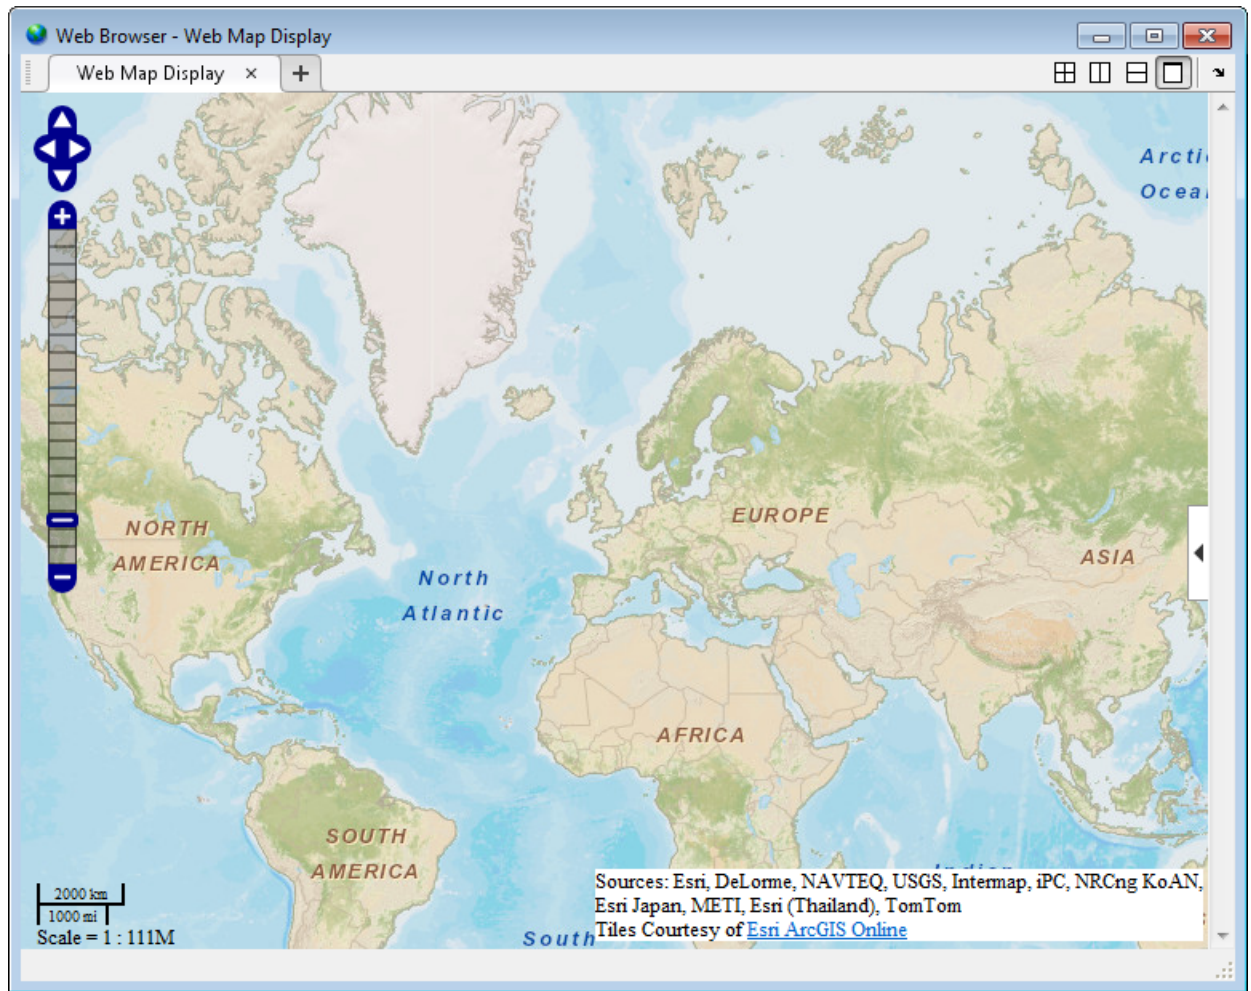 Web Browser - Web Map Display
Web Map Display
Arcti
Ocea
NORTH
AMERICA
EUROPE
ASIA
North
Atlantic
AFRICA
SOUTH
AMERICA
Indian
Sources: Esri, DeLorme, NAVTEQ, USGS, Intermap, iPC, NRCng KoAN,
Esri Japan, METI, Esri (Thailand), TomTom
Tiles Courtesy of Esri ArcGIS Online
2000 km
1000 mi
Scale = 1 : 111M
South